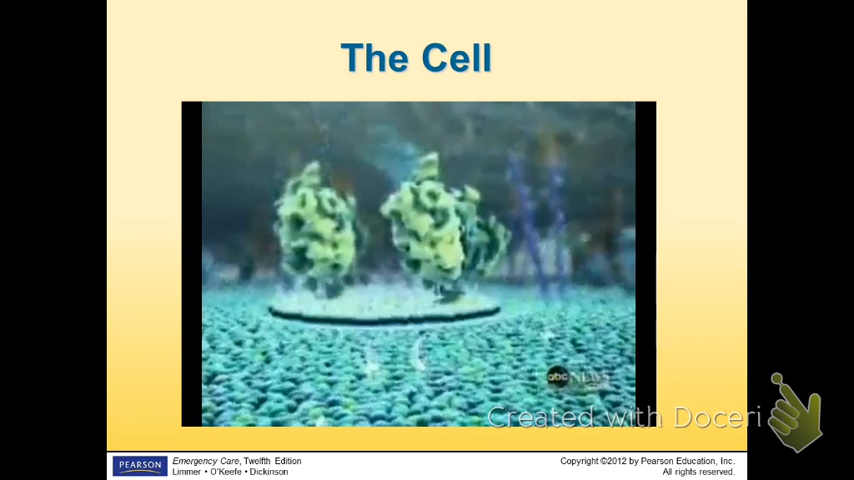 The Cell
abc NEWS
Created with Doceri
PEARSON
Emergency Care, Twelfth Edition
Limmer • O'Keefe • Dickinson
Copyright ©2012 by Pearson Education, Inc.
All rights reserved.